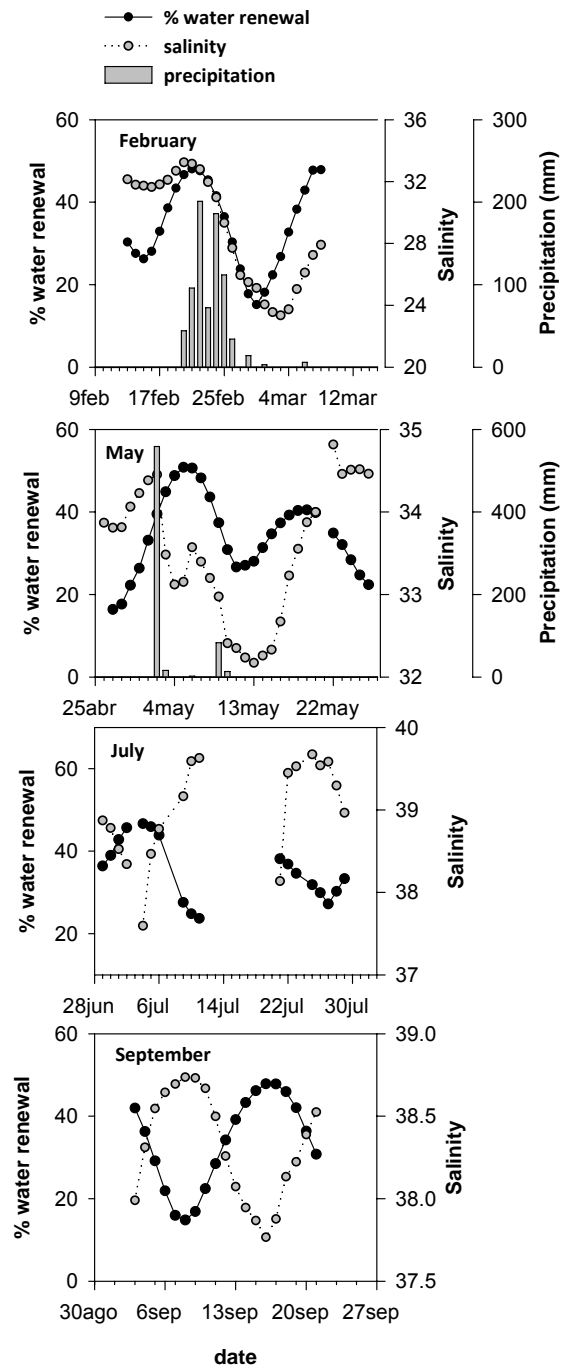 % water renewal
salinity
precipitation
February
60
40
20
0
% water renewal
36
32
28
24
20
Salinity
300
200
100
0
Precipitation (mm)
9feb 17feb 25feb 4mar 12mar
May
60
40
20
0
% water renewal
35
34
33
32
Salinity
600
400
200
0
Precipitation (mm)
25abr 4may 13may 22may
July
60
40
20
% water renewal
40
39
38
37
Salinity
28jun 6jul 14jul 22jul 30jul
September
60
40
20
0
% water renewal
39.0
38.5
38.0
37.5
Salinity
30ago 6sep 13sep 20sep 27sep
date